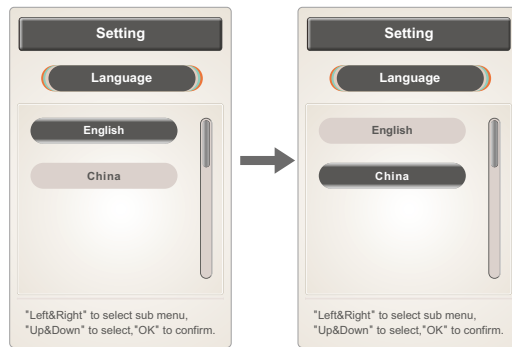 Setting
Language
English
China
"Left&Right" to select sub menu,
"Up&Down" to select,"OK" to confirm.
Setting
Language
English
China
"Left&Right" to select sub menu,
"Up&Down" to select,"OK" to confirm.